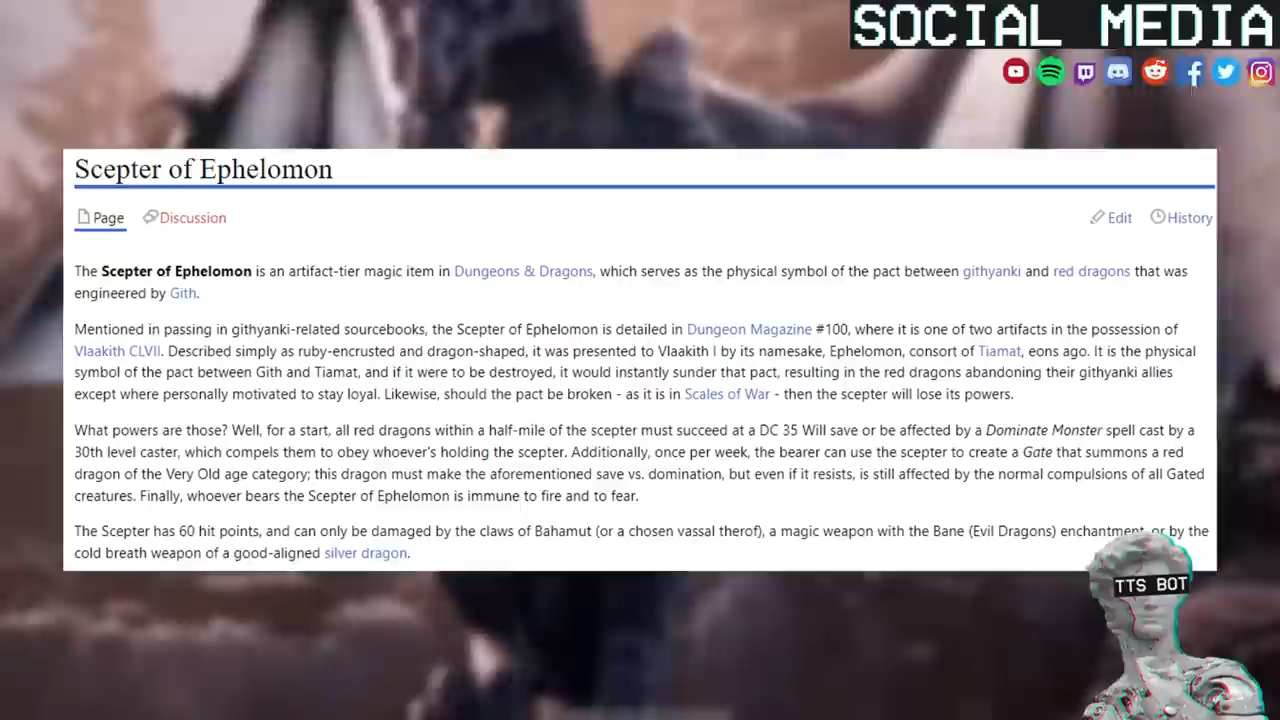 SOCIAL MEDIA
Scepter of Ephelomon
Page Discussion Edit History
The Scepter of Ephelomon is an artifact-tier magic item in Dungeons & Dragons, which serves as the physical symbol of the pact between githyanki and red dragons that was
engineered by Gith.
Mentioned in passing in githyanki-related sourcebooks, the Scepter of Ephelomon is detailed in Dungeon Magazine #100, where it is one of two artifacts in the possession of
Vlaakith CLVII. Described simply as ruby-encrusted and dragon-shaped, it was presented to Vlaakith I by its namesake, Ephelomon, consort of Tiamat, eons ago. It is the physical
symbol of the pact between Gith and Tiamat, and if it were to be destroyed, it would instantly sunder that pact, resulting in the red dragons abandoning their githyanki allies
except where personally motivated to stay loyal. Likewise, should the pact be broken - as it is in Scales of War - then the scepter will lose its powers.
What powers are those? Well, for a start, all red dragons within a half-mile of the scepter must succeed at a DC 35 Will save or be affected by a Dominate Monster spell cast by a
30th level caster, which compels them to obey whoever's holding the scepter. Additionally, once per week, the bearer can use the scepter to create a Gate that summons a red
dragon of the Very Old age category; this dragon must make the aforementioned save vs. domination, but even if it resists, is still affected by the normal compulsions of all Gated
creatures. Finally, whoever bears the Scepter of Ephelomon is immune to fire and to fear.
The Scepter has 60 hit points, and can only be damaged by the claws of Bahamut (or a chosen vassal therof), a magic weapon with the Bane (Evil Dragons) enchantment, or by the
cold breath weapon of a good-aligned silver dragon.
TTS BOT